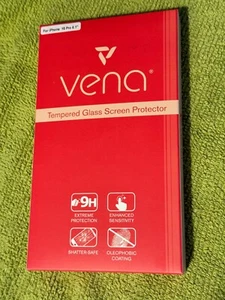 For iPhone 16 Pro 6.1"
vena®
Tempered Glass Screen Protector
9H
EXTREME PROTECTION
ENHANCED SENSITIVITY
SHATTER-SAFE
OLEOPHOBIC COATING